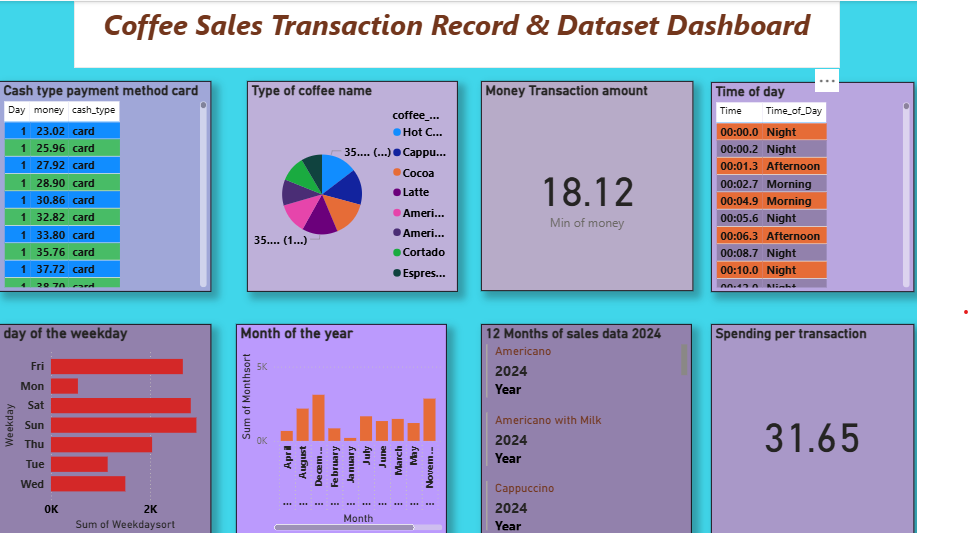 Coffee Sales Transaction Record & Dataset Dashboard
Cash type payment method card
Day money cash_type
1 23.02 card
1 25.96 card
1 27.92 card
1 28.90 card
1 30.86 card
1 32.82 card
1 33.80 card
1 35.76 card
1 37.72 card
1 38.70 card
Type of coffee name
coffee_...
Hot C...
Cappu...
Cocoa
Latte
Ameri...
Ameri...
Cortado
Espres...
35.... (...)
35.... (1...)
Money Transaction amount
18.12
Min of money
...
Time of day
Time Time_of_Day
00:00.0 Night
00:00.2 Night
00:01.3 Afternoon
00:02.7 Morning
00:04.9 Morning
00:05.6 Night
00:06.3 Afternoon
00:08.7 Night
00:10.0 Night
Night
day of the weekday
Weekday
Fri
Mon
Sat
Sun
Thu
Tue
Wed
0K 2K
Sum of Weekdaysort
Month of the year
Sum of Monthsort
5K
0K
April
August
Decem...
February
January
July
June
March
May
Novem...
... ... ... ... ... ... ... ... ... ...
Month
12 Months of sales data 2024
Americano
2024
Year
Americano with Milk
2024
Year
Cappuccino
2024
Year
Spending per transaction
31.65